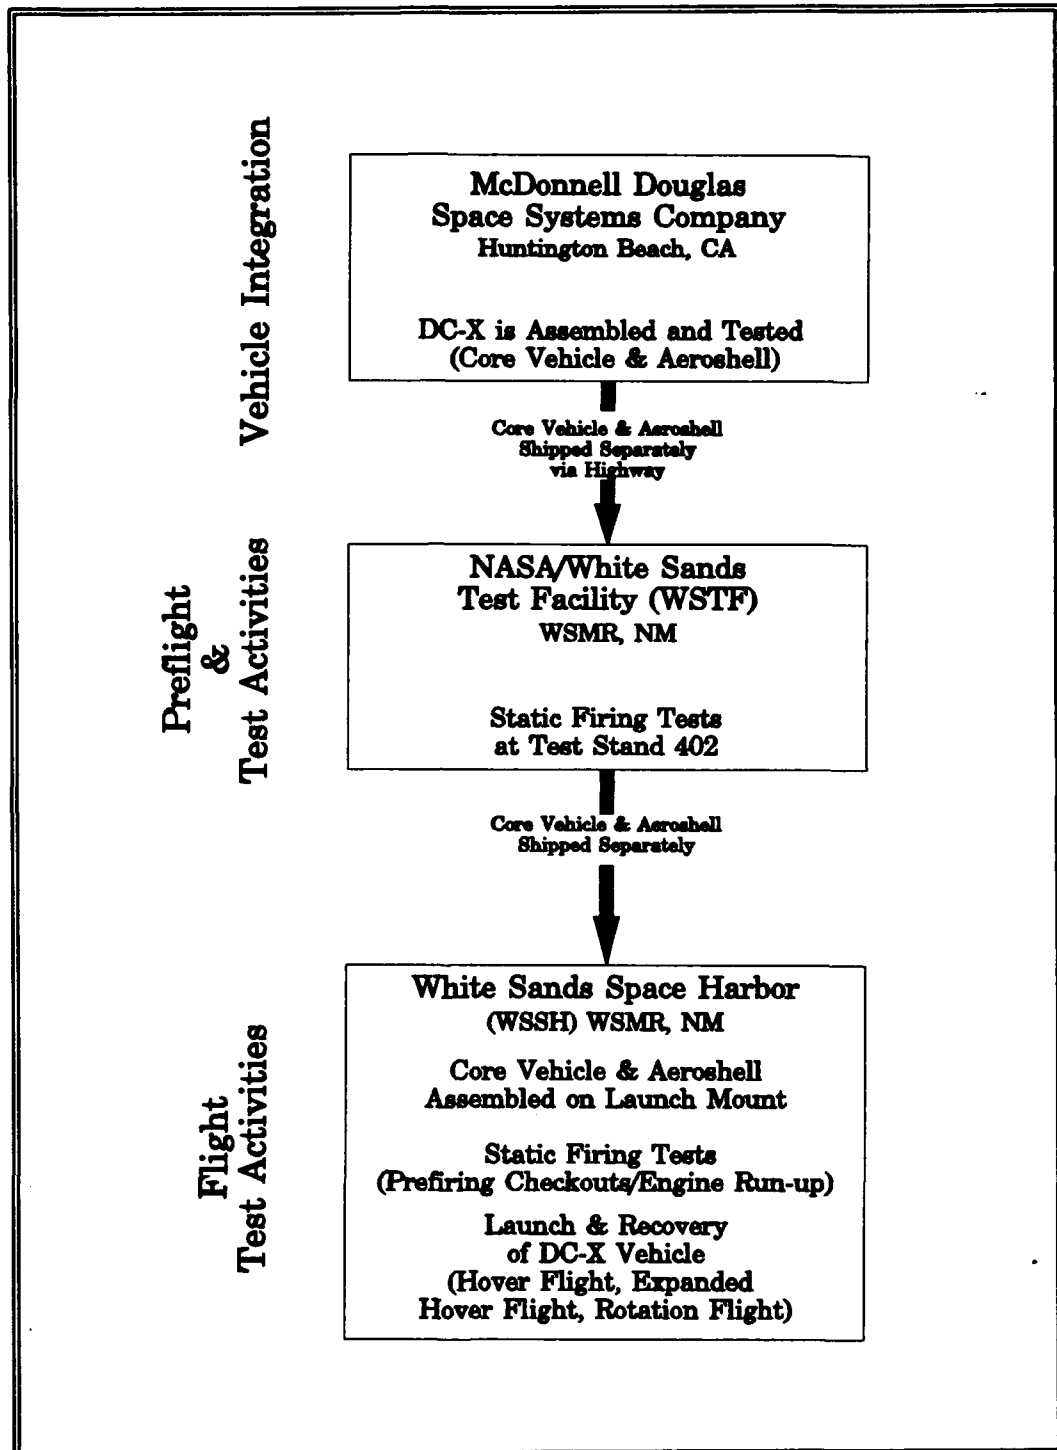 Vehicle Integration
McDonnell Douglas
Space Systems Company
Huntington Beach, CA
DC-X is Assembled and Tested
(Core Vehicle & Aeroshell)
Core Vehicle & Aeroshell
Shipped Separately
via Highway
Preflight
&
Test Activities
NASA/White Sands
Test Facility (WSTF)
WSMR, NM
Static Firing Tests
at Test Stand 402
Core Vehicle & Aeroshell
Shipped Separately
Flight
Test Activities
White Sands Space Harbor
(WSSH) WSMR, NM
Core Vehicle & Aeroshell
Assembled on Launch Mount
Static Firing Tests
(Prefiring Checkouts/Engine Run-up)
Launch & Recovery
of DC-X Vehicle
(Hover Flight, Expanded
Hover Flight, Rotation Flight)